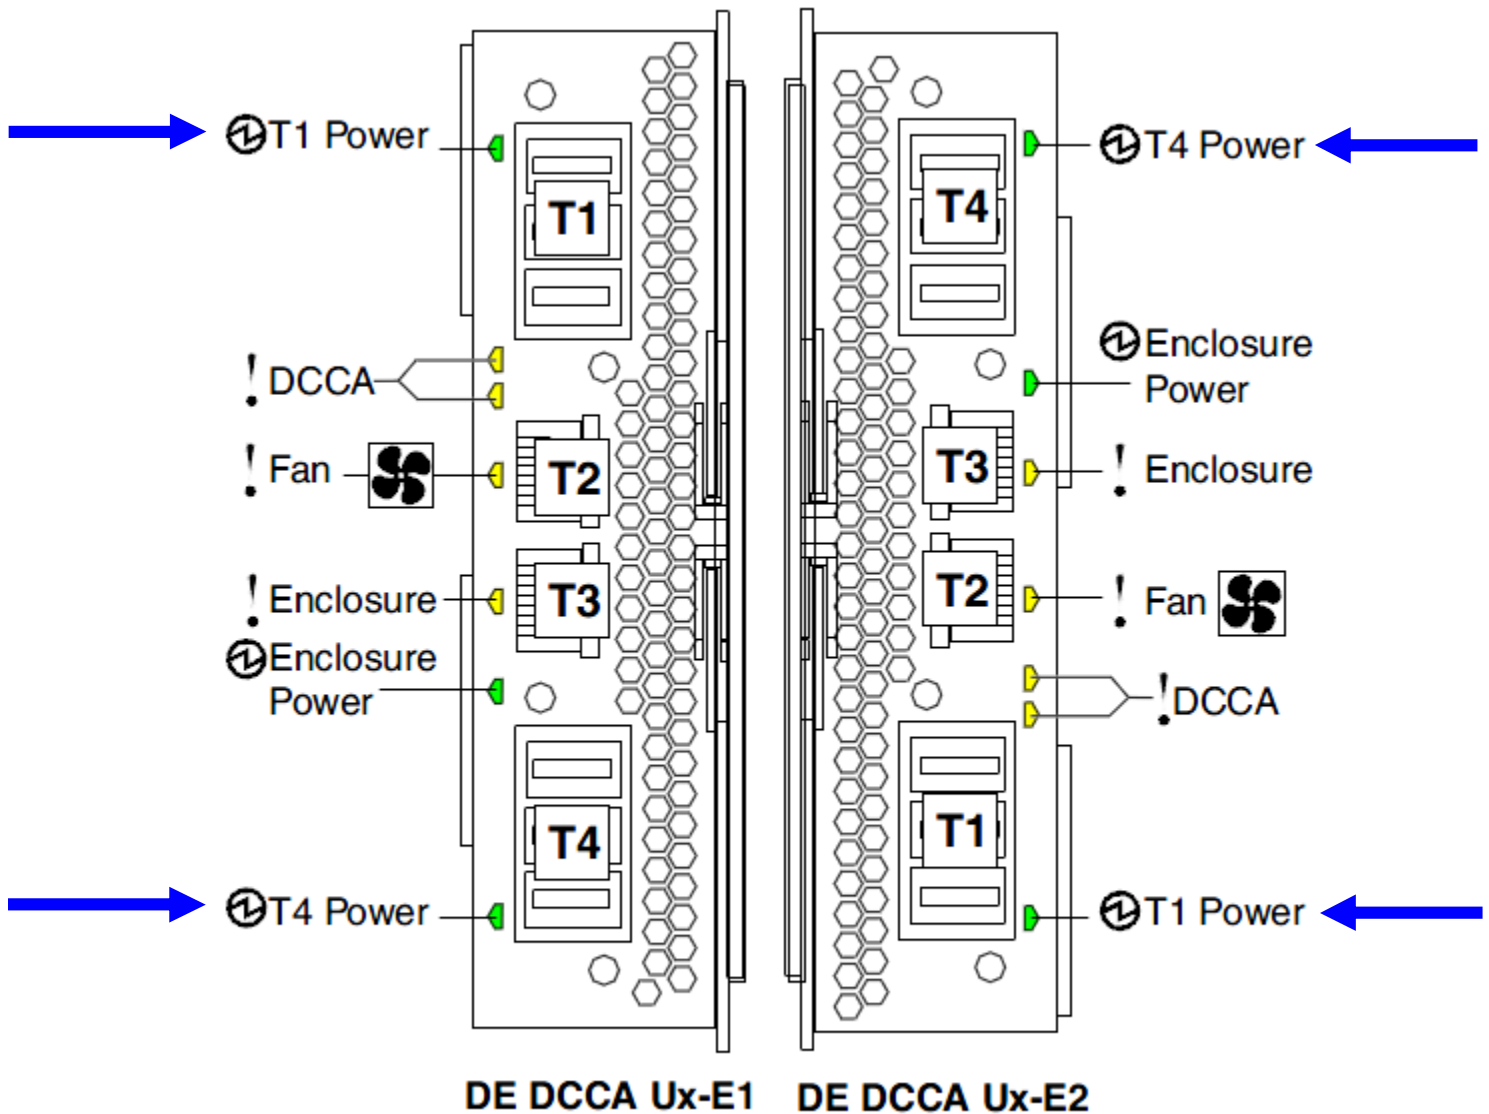 T1 Power
T1
! DCCA
! Fan
T2
! Enclosure
T3
Enclosure
Power
T4
T4 Power
T4 Power
T4
Enclosure
Power
T3
! Enclosure
T2
! Fan
! DCCA
T1
T1 Power
DE DCCA Ux-E1
DE DCCA Ux-E2